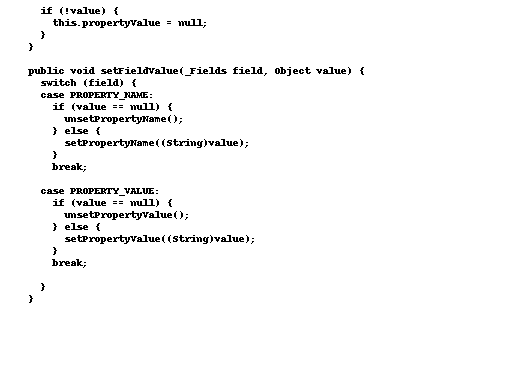 if (!value) {
this.propertyValue = null;
}
}
public void setFieldValue(_Fields field, Object value) {
switch (field) {
case PROPERTY_NAME:
if (value == null) {
unsetPropertyName();
} else {
setPropertyName((String)value);
}
break;
case PROPERTY_VALUE:
if (value == null) {
unsetPropertyValue();
} else {
setPropertyValue((String)value);
}
break;
}
}